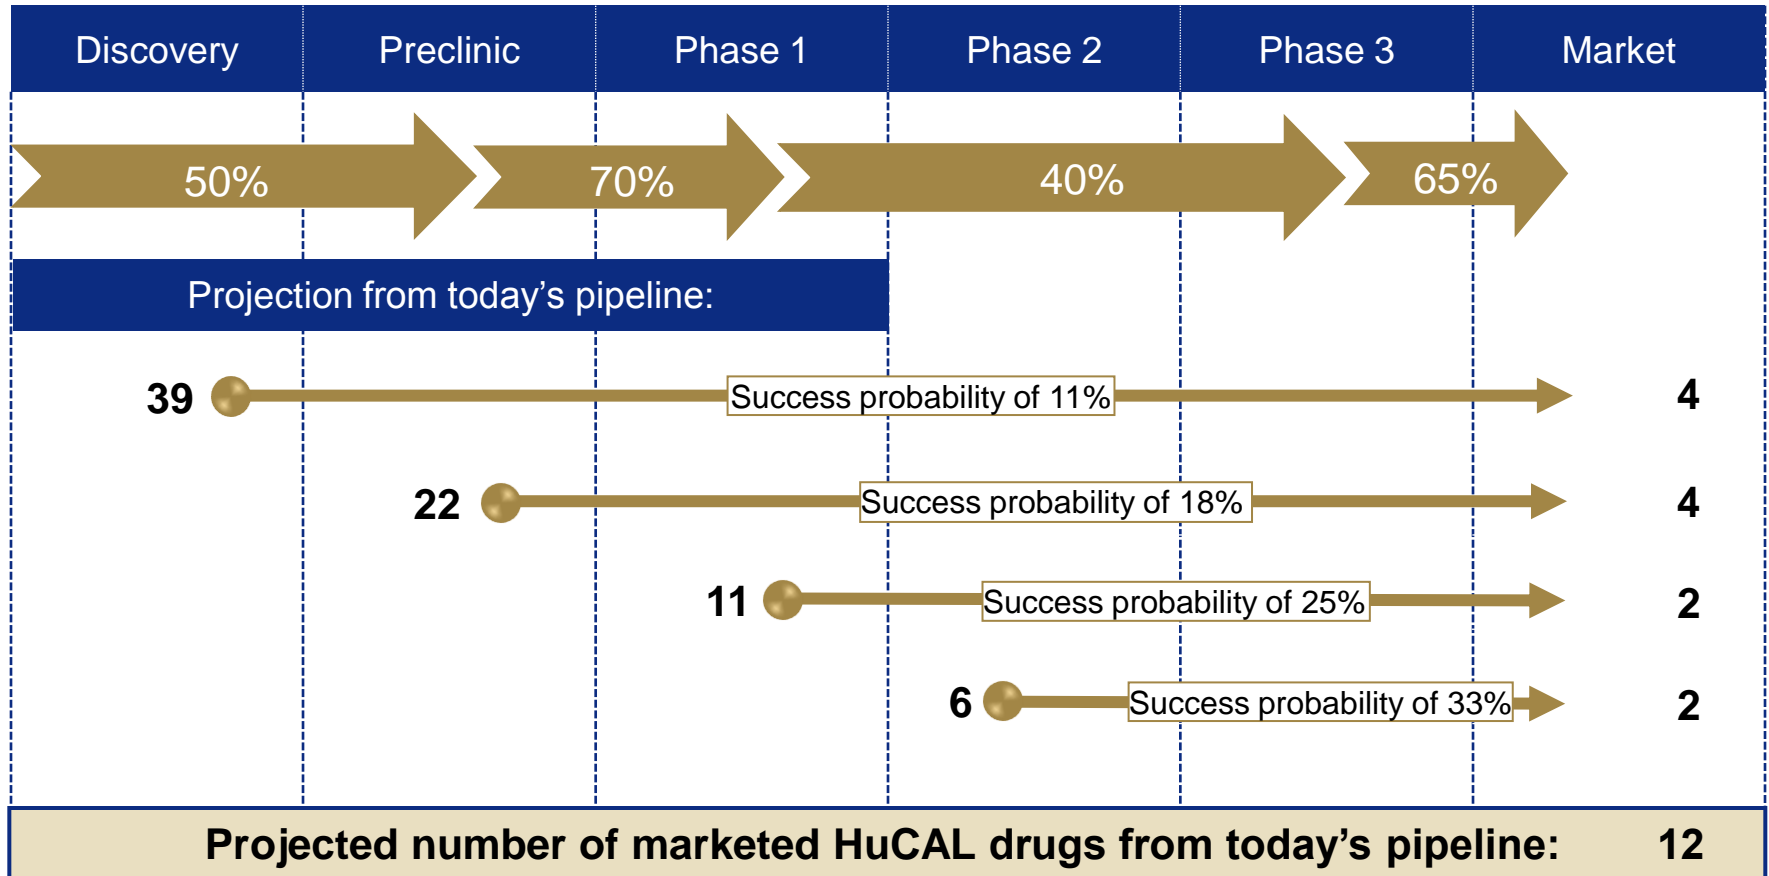 Discovery Preclinic Phase 1 Phase 2 Phase 3 Market
50% 70% 40% 65%
Projection from today’s pipeline:
39 Success probability of 11% 4
22 Success probability of 18% 4
11 Success probability of 25% 2
6 Success probability of 33% 2
Projected number of marketed HuCAL drugs from today’s pipeline: 12